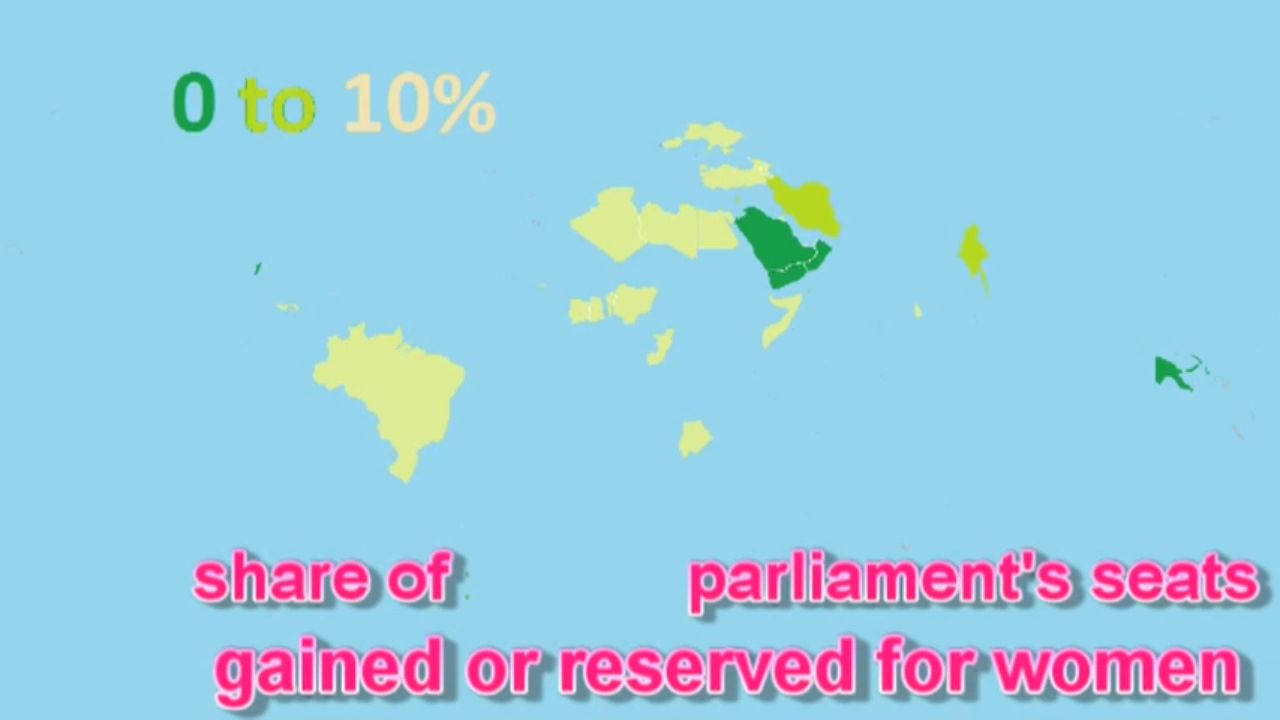 0 to 10%
share of parliament's seats
gained or reserved for women